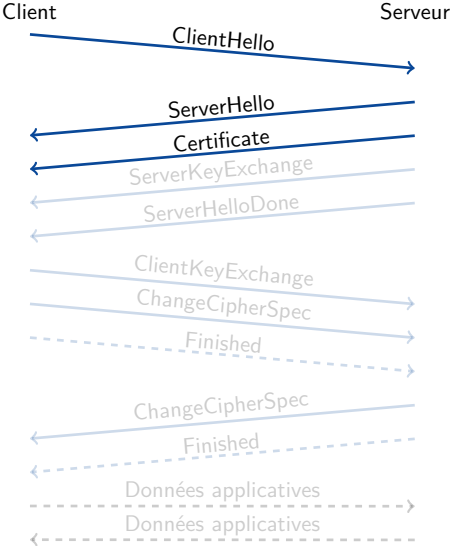 Client Serveur
ClientHello
ServerHello
Certificate
ServerKeyExchange
ServerHelloDone
ClientKeyExchange
ChangeCipherSpec
Finished
ChangeCipherSpec
Finished
Données applicatives
Données applicatives